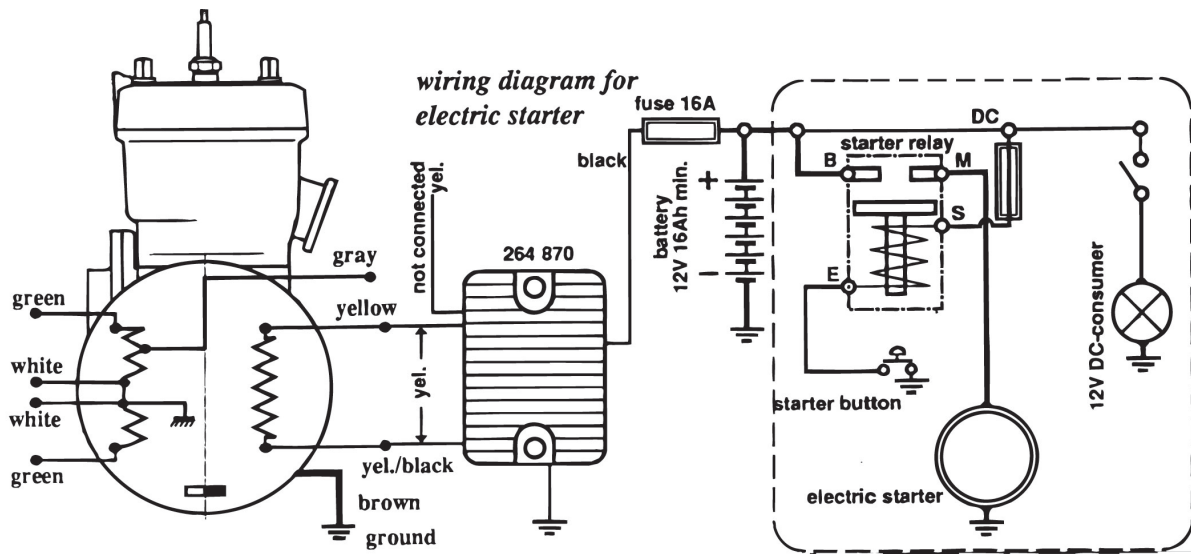 wiring diagram for
electric starter
fuse 16A
DC
starter relay
black
B
M
not connected
yel.
+
battery
12V 16Ah min.
–
S
E
264 870
gray
green
yellow
white
yel.
white
green
yel./black
brown
ground
starter button
12V DC-consumer
electric starter